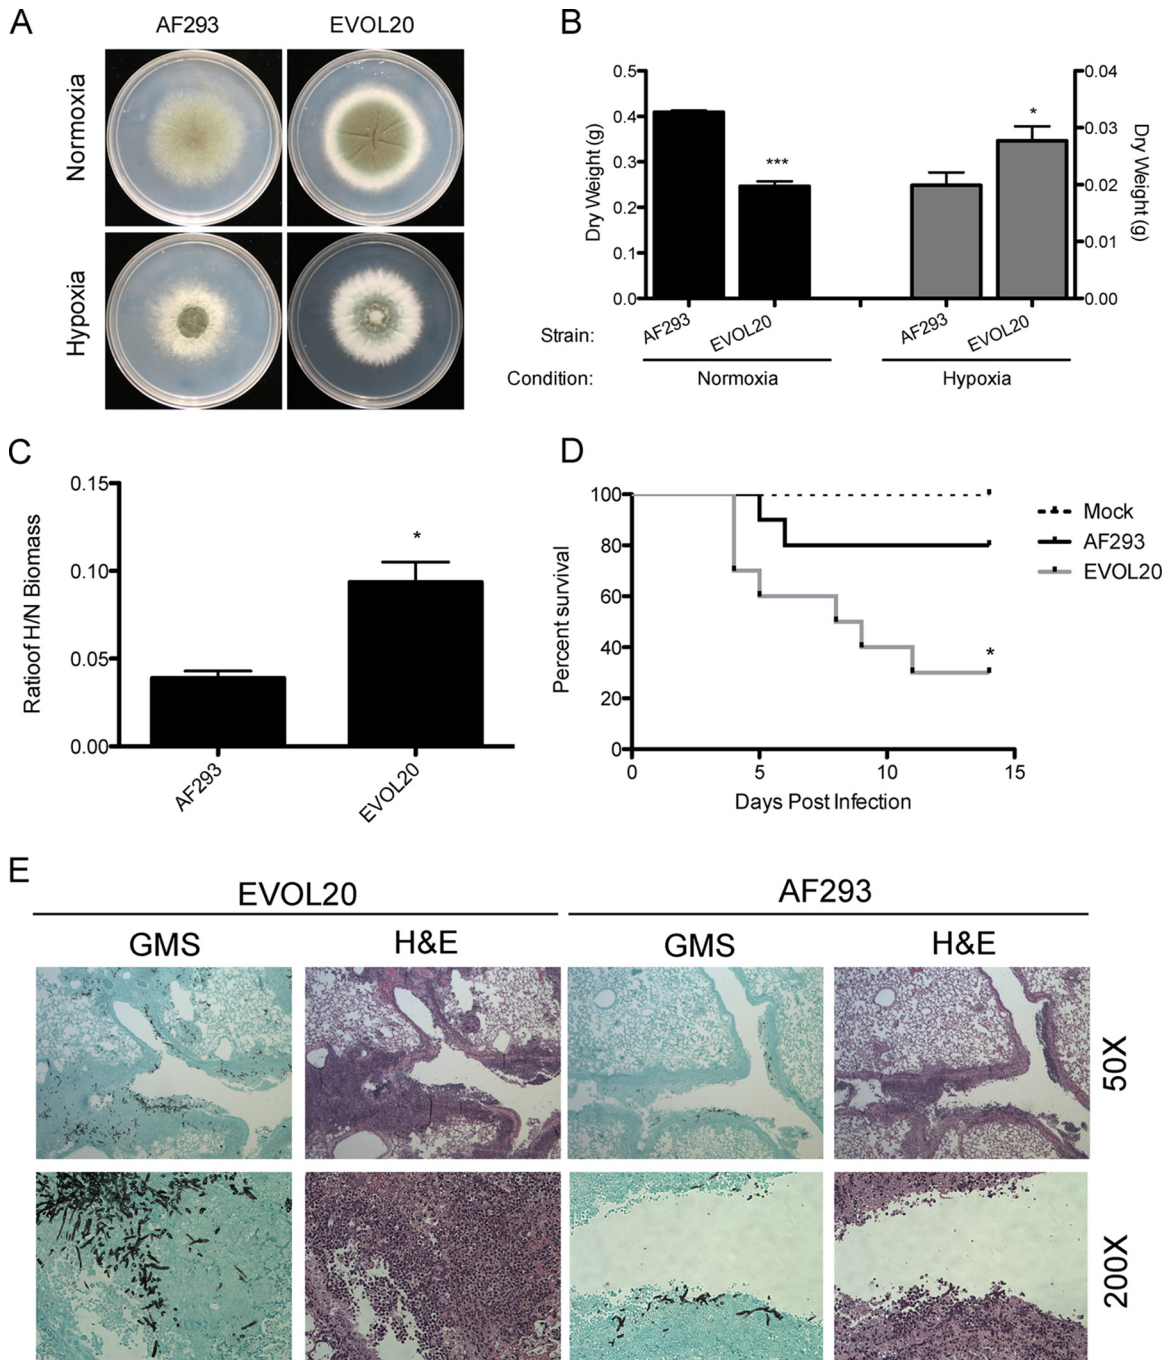 A
AF293
EVOL20
Normoxia
Hypoxia
B
Dry Weight (g)
0.5
0.4
0.3
0.2
0.1
0.0
***
*
0.04
0.03
0.02
0.01
0.00
Dry Weight (g)
Strain:
AF293
EVOL20
AF293
EVOL20
Condition:
Normoxia
Hypoxia
C
Ratioof H/N Biomass
0.15
0.10
0.05
0.00
*
AF293
EVOL20
D
Percent survival
100
80
60
40
20
0
0
5
10
15
*
Days Post Infection
Mock
AF293
EVOL20
E
EVOL20
AF293
GMS
H&E
GMS
H&E
50X
200X